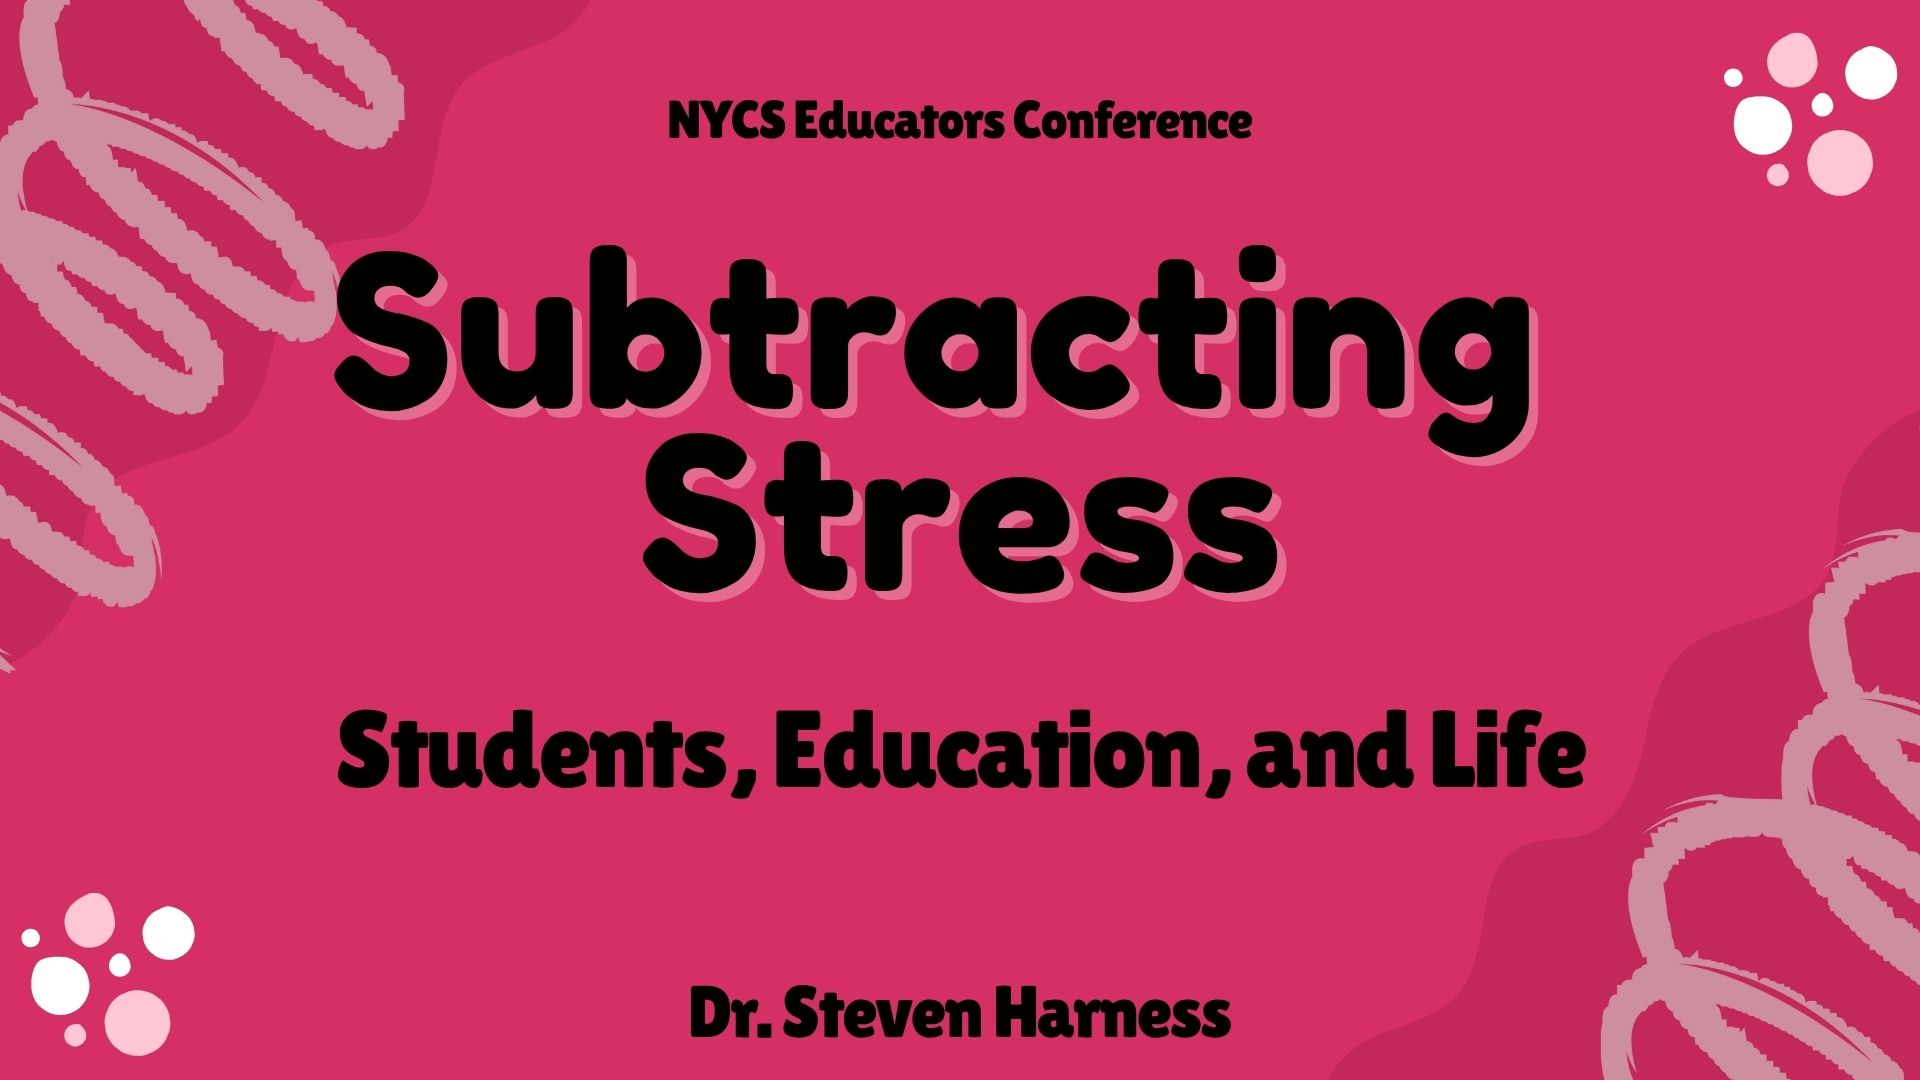 NYCS Educators Conference
Subtracting
Stress
Students, Education, and Life
Dr. Steven Harness